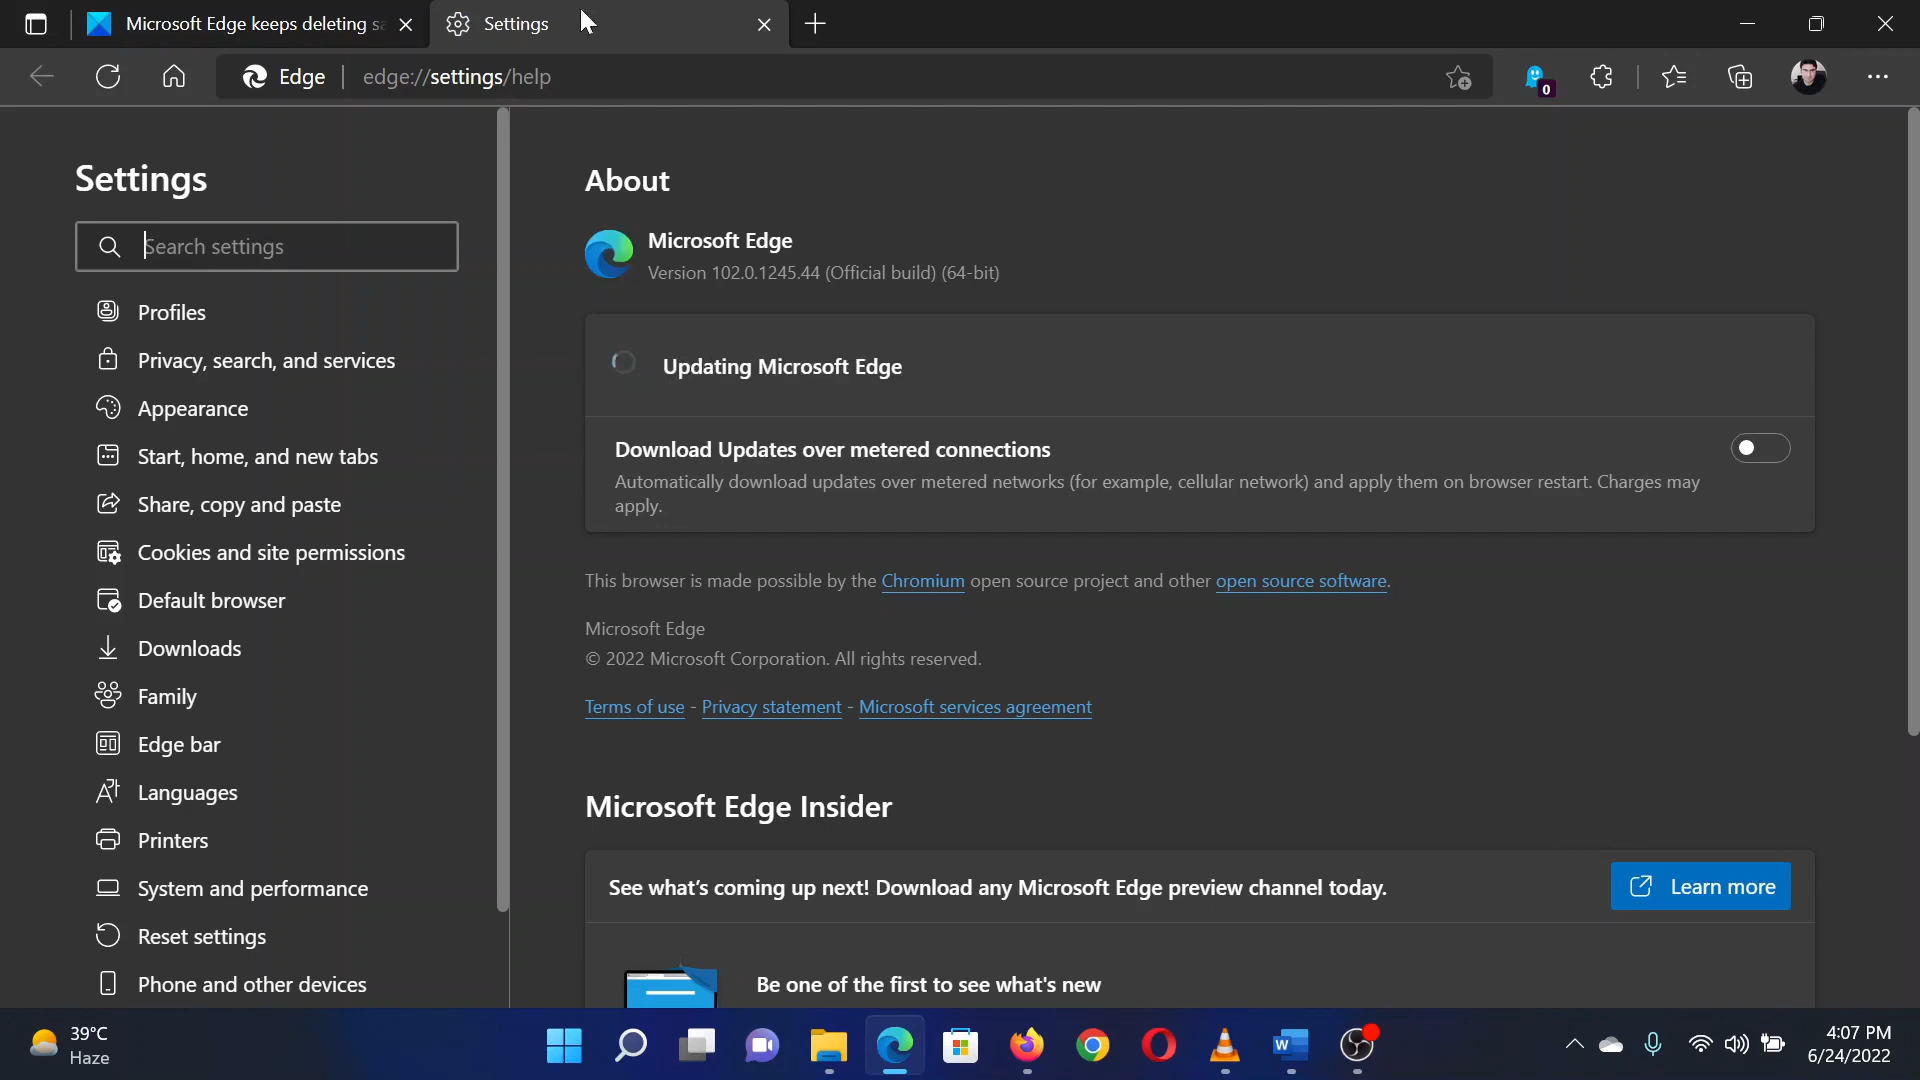 Microsoft Edge keeps deleting sa
Settings
Edge
edge://settings/help
0
Settings
Search settings
Profiles
Privacy, search, and services
Appearance
Start, home, and new tabs
Share, copy and paste
Cookies and site permissions
Default browser
Downloads
Family
Edge bar
Languages
Printers
System and performance
Reset settings
Phone and other devices
About
Microsoft Edge
Version 102.0.1245.44 (Official build) (64-bit)
Updating Microsoft Edge
Download Updates over metered connections
Automatically download updates over metered networks (for example, cellular network) and apply them on browser restart. Charges may
apply.
This browser is made possible by the Chromium open source project and other open source software.
Microsoft Edge
© 2022 Microsoft Corporation. All rights reserved.
Terms of use - Privacy statement - Microsoft services agreement
Microsoft Edge Insider
See what's coming up next! Download any Microsoft Edge preview channel today.
Learn more
Be one of the first to see what's new
39°C
Haze
W
4:07 PM
6/24/2022